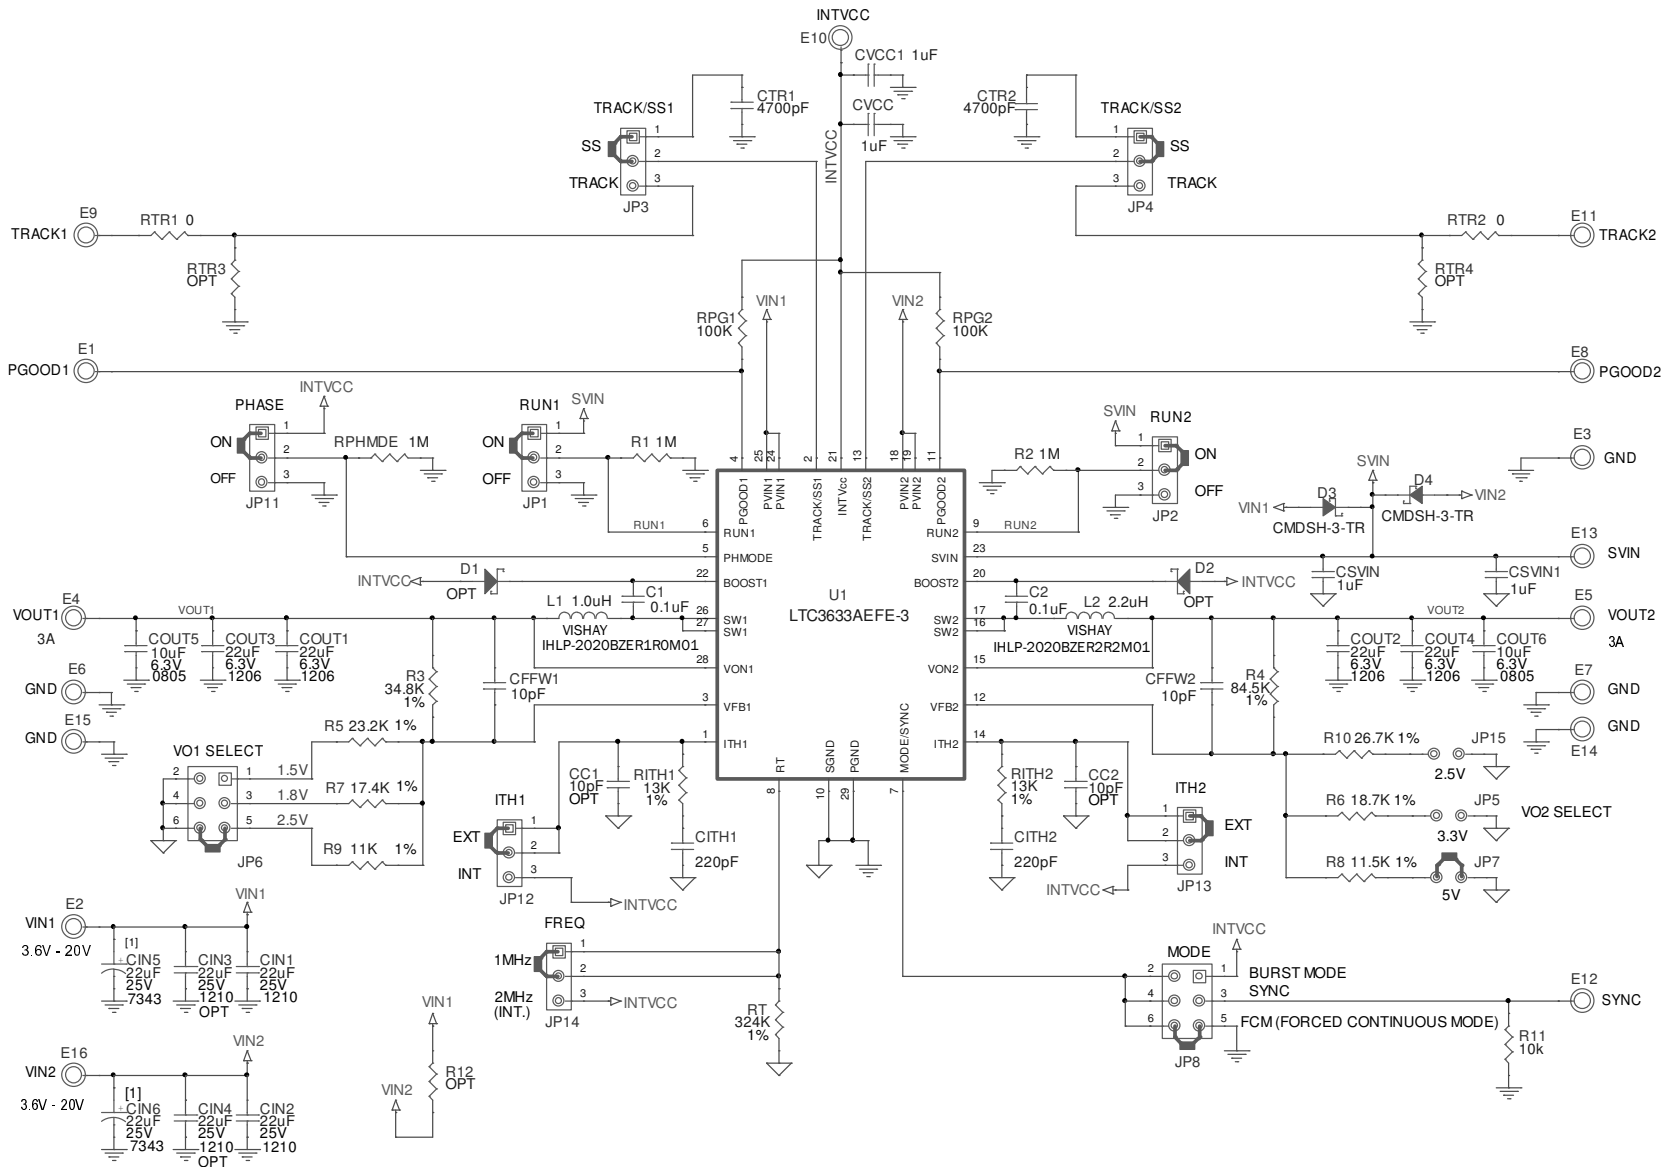 INTVCC
E10
CVCC1 1uF
CTR1
4700pF
CVCC
1uF
CTR2
4700pF
INTVCC
TRACK/SS1
1
SS
2
TRACK
3
JP3
TRACK/SS2
1
2
SS
3
TRACK
JP4
E9
TRACK1
RTR1 0
RTR3
OPT
RTR2 0
E11
TRACK2
RTR4
OPT
VIN1
VIN2
RPG1
100K
RPG2
100K
E1
PGOOD1
E8
PGOOD2
PHASE
INTVCC
1
ON
2
RPHMDE 1M
OFF
3
JP11
RUN1
SVIN
1
ON
2
R1 1M
OFF
3
JP1
SVIN
RUN2
1
ON
R2 1M
2
OFF
3
JP2
E3
GND
SVIN
D3
D4
VIN1
VIN2
CMDSH-3-TR
CMDSH-3-TR
E13
SVIN
CSVIN
1uF
CSVIN1
1uF
4
25
24
2
21
13
18
19
11
PGOOD1
PVIN1
PVIN1
TRACK/SS1
INTVcc
TRACK/SS2
PVIN2
PVIN2
PGOOD2
RUN1
6
RUN1
5
PHMODE
22
BOOST1
26
SW1
27
SW1
28
VON1
3
VFB1
1
ITH1
U1
LTC3633AEFE-3
RUN2
9
RUN2
23
SVIN
20
BOOST2
17
SW2
16
SW2
15
VON2
12
VFB2
14
ITH2
RT
SGND
PGND
MODE/SYNC
8
10
29
7
INTVCC
D1
OPT
C1
0.1uF
L1 1.0uH
VISHAY
IHLP-2020BZER1R0M01
D2
OPT
INTVCC
C2
0.1uF
L2 2.2uH
VISHAY
IHLP-2020BZER2R2M01
E4
VOUT1
3A
VOUT1
COUT5
10uF
6.3V
0805
COUT3
22uF
6.3V
1206
COUT1
22uF
6.3V
1206
E6
GND
E15
GND
R3
34.8K
1%
CFFW1
10pF
VOUT2
E5
VOUT2
3A
COUT2
22uF
6.3V
1206
COUT4
22uF
6.3V
1206
COUT6
10uF
6.3V
0805
CFFW2
10pF
R4
84.5K
1%
E7
GND
GND
E14
R5 23.2K 1%
VO1 SELECT
2
1
1.5V
4
3
1.8V
6
5
2.5V
JP6
R7 17.4K 1%
R9 11K 1%
ITH1
1
EXT
2
INT
3
JP12
INTVCC
CC1
10pF
OPT
RITH1
13K
1%
CITH1
220pF
RITH2
13K
1%
CITH2
220pF
CC2
10pF
OPT
ITH2
1
EXT
2
INT
3
JP13
INTVCC
R10 26.7K 1%
JP15
2.5V
R6 18.7K 1%
JP5
3.3V
VO2 SELECT
R8 11.5K 1%
JP7
5V
E2
VIN1
3.6V - 20V
VIN1
[1]
+
CIN5
22uF
25V
7343
CIN3
22uF
25V
1210
OPT
CIN1
22uF
25V
1210
E16
VIN2
3.6V - 20V
VIN2
[1]
+
CIN6
22uF
25V
7343
CIN4
22uF
25V
1210
OPT
CIN2
22uF
25V
1210
VIN1
R12
OPT
VIN2
FREQ
1
1MHz
2
2MHz
(INT.)
3
JP14
INTVCC
RT
324K
1%
MODE
INTVCC
2
1
BURST MODE
4
3
SYNC
6
5
FCM (FORCED CONTINUOUS MODE)
JP8
E12
SYNC
R11
10k